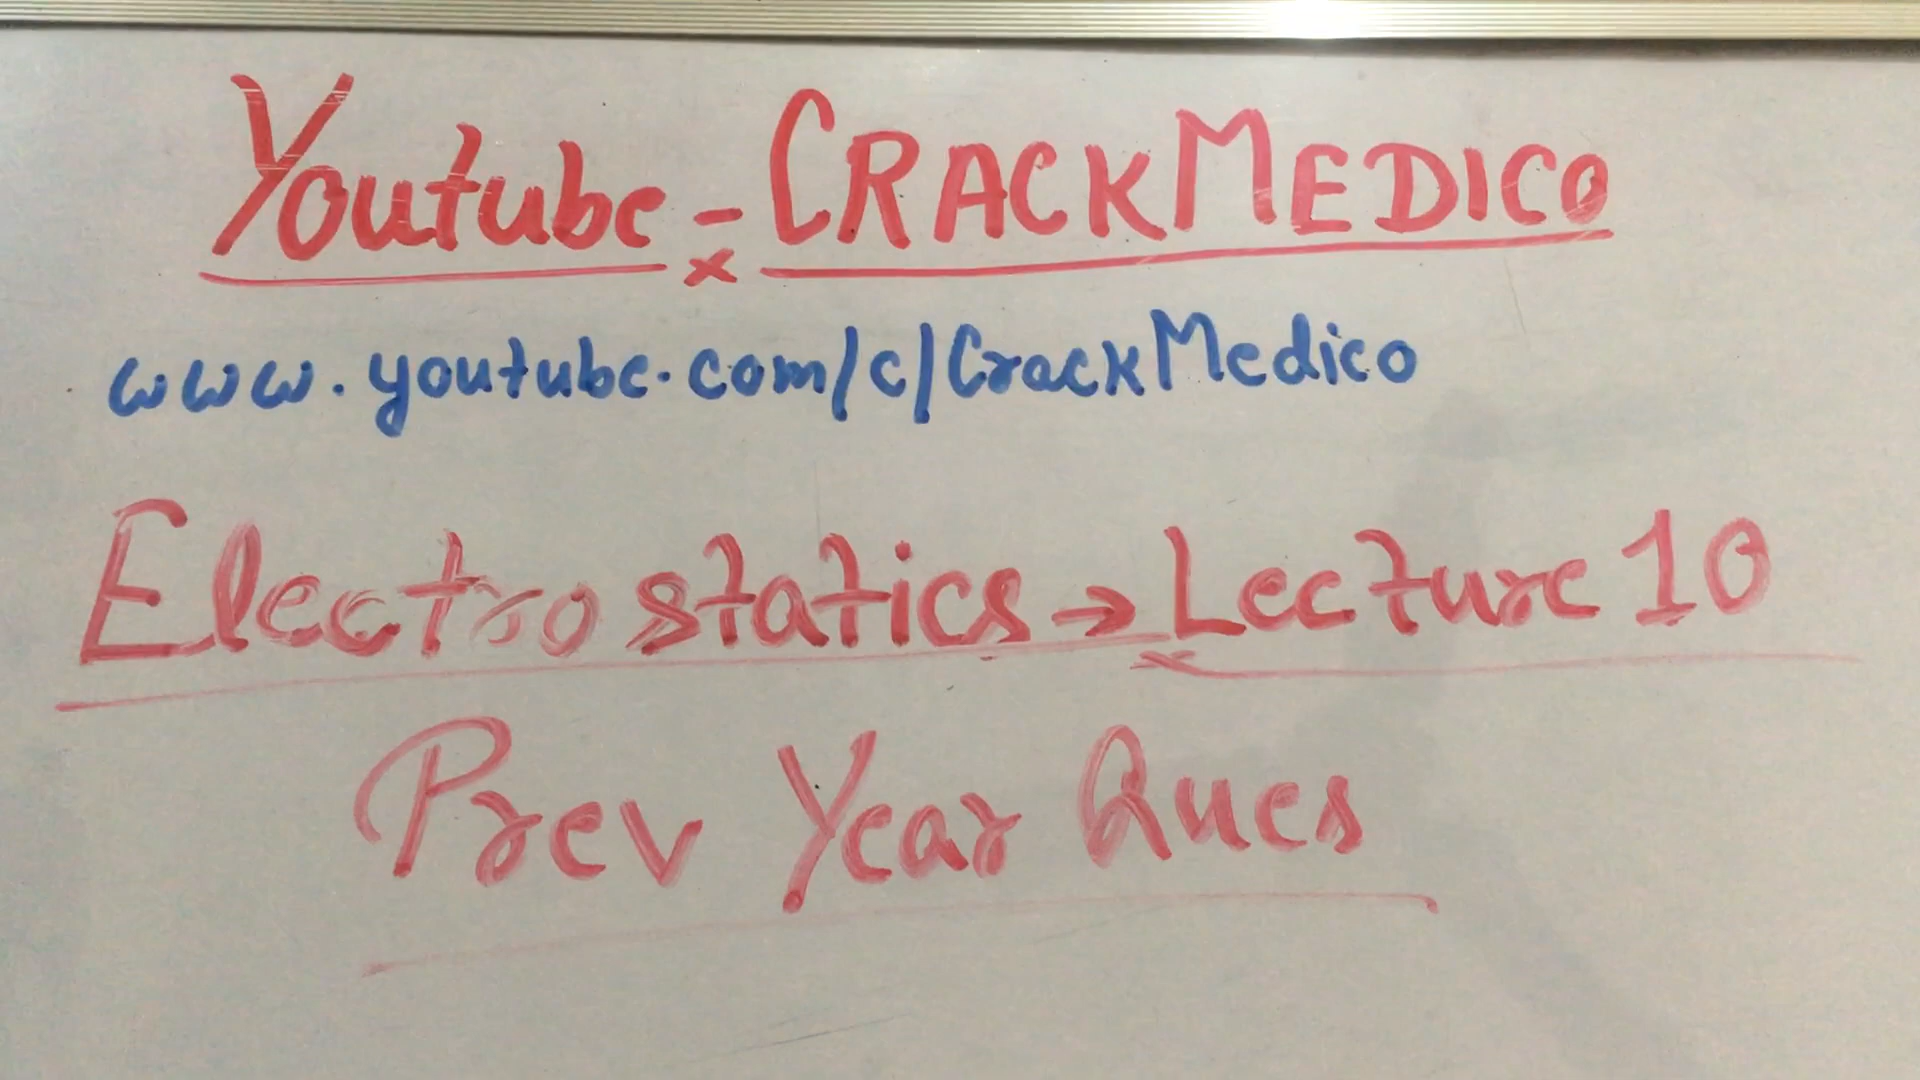 Youtube - CRACKMEDICO
www.youtube.com/c/CrackMedico
Electrostatics → Lecture 10
Prev Year Ques